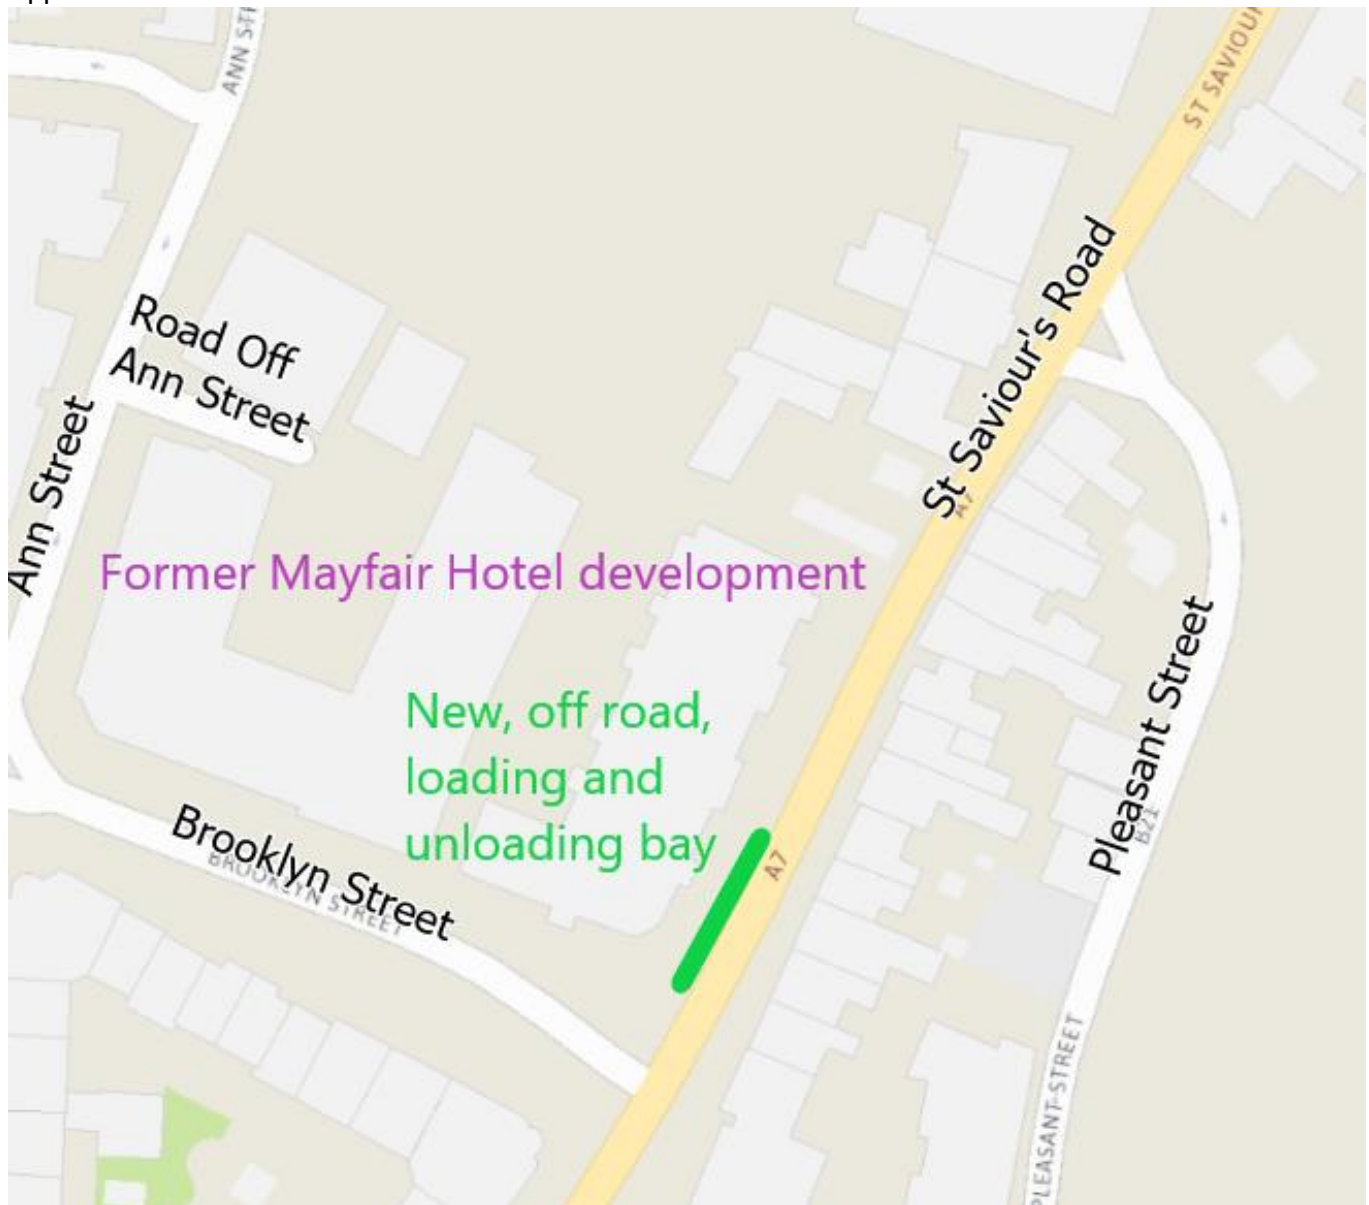 ANN ST
ST SAVIOUR
St Saviour's Road
A7
Road Off
Ann Street
Ann Street
Former Mayfair Hotel development
New, off road,
loading and
unloading bay
A7
Pleasant Street
B21
Brooklyn Street
BROOKLYN STREET
PLEASANT STREET